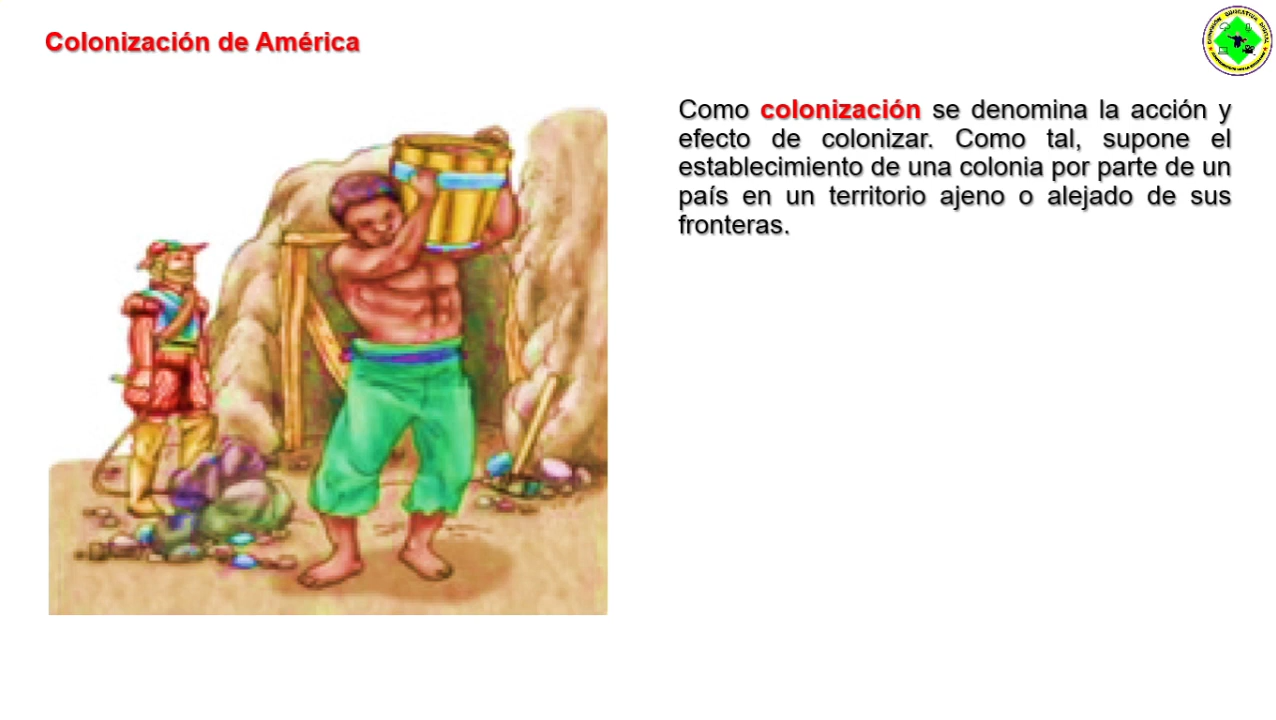 Colonización de América
Como colonización se denomina la acción y
efecto de colonizar. Como tal, supone el
establecimiento de una colonia por parte de un
país en un territorio ajeno o alejado de sus
fronteras.